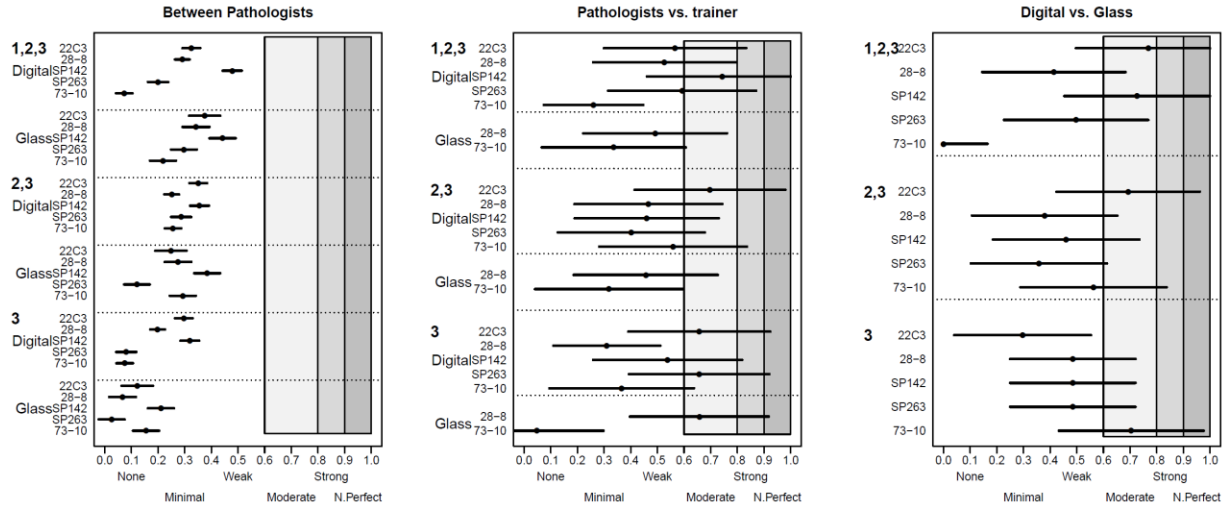 Between Pathologists
1,2,3 22C3
28-8
Digital SP142
SP263
73-10
22C3
28-8
Glass SP142
SP263
73-10
2,3 22C3
28-8
Digital SP142
SP263
73-10
22C3
28-8
Glass SP142
SP263
73-10
3 22C3
28-8
Digital SP142
SP263
73-10
22C3
28-8
Glass SP142
SP263
73-10
0.0 0.1 0.2 0.3 0.4 0.5 0.6 0.7 0.8 0.9 1.0
None Weak Strong
Minimal Moderate N.Perfect
Pathologists vs. trainer
1,2,3 22C3
28-8
Digital SP142
SP263
73-10
Glass 28-8
73-10
2,3 22C3
28-8
Digital SP142
SP263
73-10
Glass 28-8
73-10
3 22C3
28-8
Digital SP142
SP263
73-10
Glass 28-8
73-10
0.0 0.1 0.2 0.3 0.4 0.5 0.6 0.7 0.8 0.9 1.0
None Weak Strong
Minimal Moderate N.Perfect
Digital vs. Glass
1,2,3 22C3
28-8
SP142
SP263
73-10
2,3 22C3
28-8
SP142
SP263
73-10
3 22C3
28-8
SP142
SP263
73-10
0.0 0.1 0.2 0.3 0.4 0.5 0.6 0.7 0.8 0.9 1.0
None Weak Strong
Minimal Moderate N.Perfect